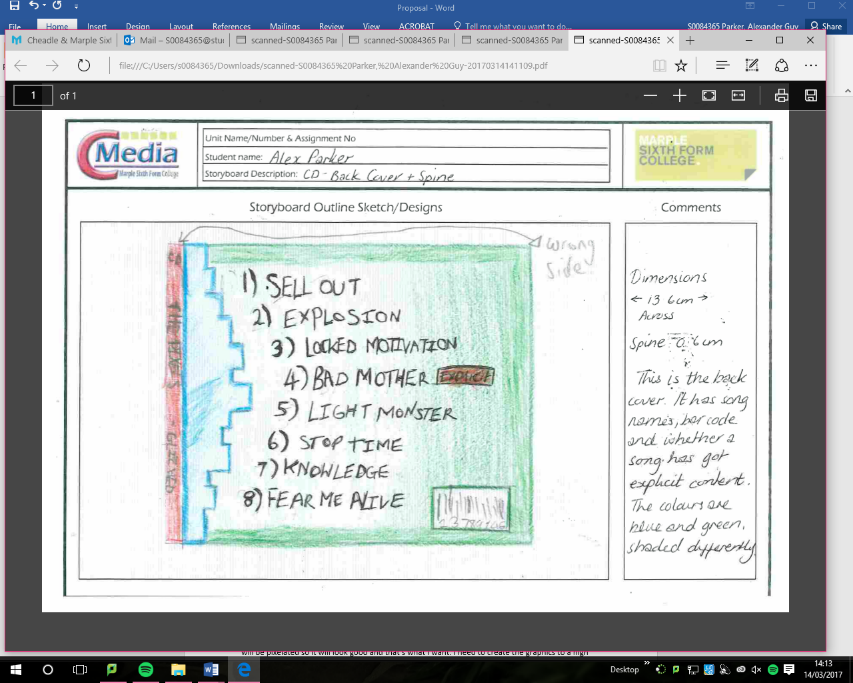 Proposal - Word
File Home Insert Design Layout References Mailings Review View ACROBAT Tell me what you want to do... S0084365 Parker, Alexander Guy Share
Cheadle & Marple Six Mail – S0084365@stu scanned-S0084365 Par scanned-S0084365 Pa scanned-S0084365 Par scanned-S0084365
file:///C:/Users/s0084365/Downloads/scanned-S0084365%20Parker,%20Alexander%20Guy-20170314141109.pdf
1 of 1
CMedia
Marple Sixth Form College
Unit Name/Number & Assignment No
Student name: Alex Parker
Storyboard Description: CD - Back Cover + Spine
MARPLE
SIXTH FORM
COLLEGE
Storyboard Outline Sketch/Designs
Comments
Wrong
Side
1) SELL OUT
2) EXPLOSION
3) LOCKED MOTIVATION
4) BAD MOTHER EXPLICIT
5) LIGHT MONSTER
6) STOP TIME
7) KNOWLEDGE
8) FEAR ME ALIVE
Dimensions
← 13.6cm →
Across
Spine = 0.6cm
This is the back
cover. It has song
names, bar code
and whether a
song has got
explicit content.
The colours are
blue and green,
shaded differently
will be pixelated so it will look good and that's what I want. I need to create the graphics to a high
Desktop
14:13
14/03/2017